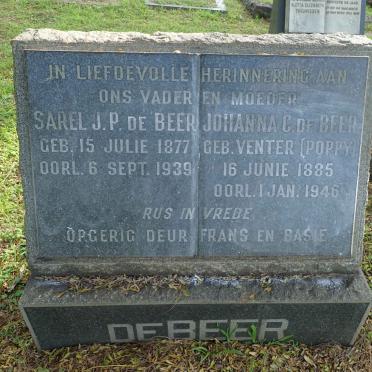 IN LIEFDEVOLLE HERINNERING AAN
ONS VADER EN MOEDER
SAREL J.P. DE BEER
GEB. 15 JULIE 1877
OORL. 6 SEPT. 1939
JOHANNA C. DE BEER
GEB. VENTER (POPPY)
16 JUNIE 1885
OORL. 1 JAN. 1946
RUS IN VREDE
OPGERIG DEUR FRANS EN BASIE
DE BEER